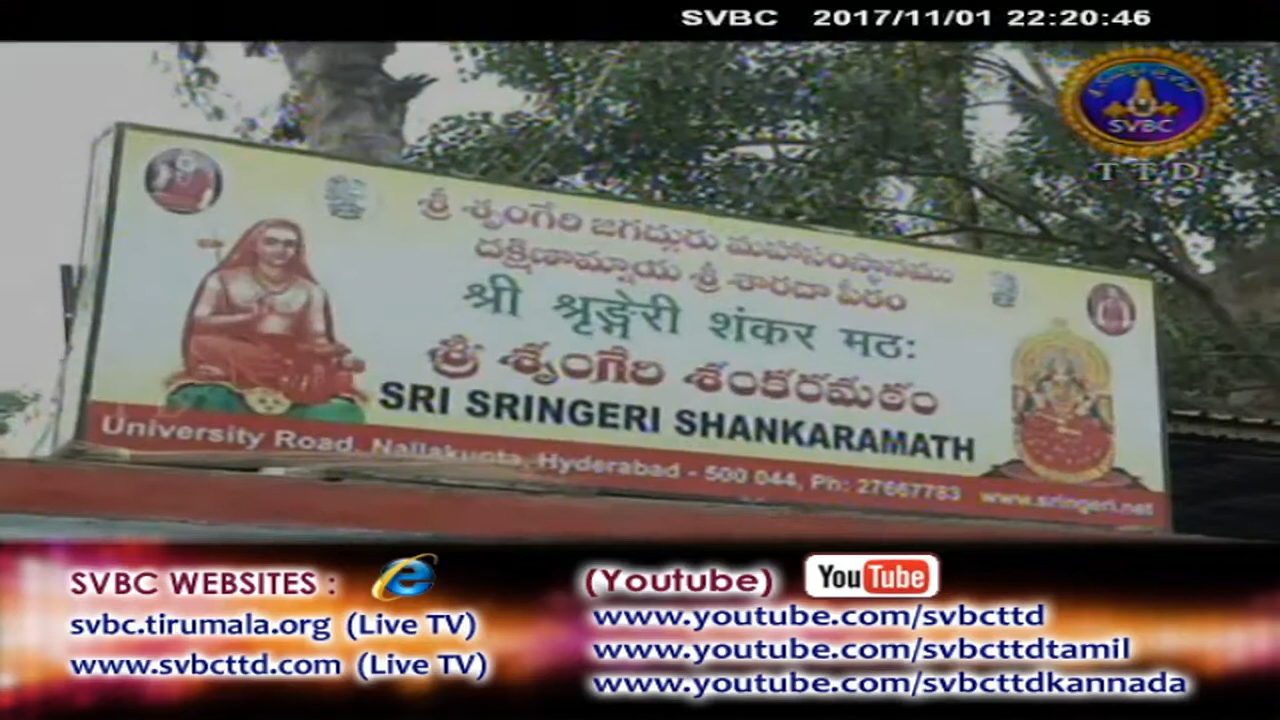 SVBC 2017/11/01 22:20:46
SVBC
TTD
శ్రీ శృంగేరి జగద్గురు మహాసంస్థానము
దక్షిణామ్నాయ శ్రీ శారదా పీఠం
श्री श्रृङ्गेरी शंकर मठः
శ్రీ శృంగేరి శంకరమఠం
SRI SRINGERI SHANKARAMATH
University Road, Nallakunta, Hyderabad - 500 044, Ph: 27667783 www.sringeri.net
SVBC WEBSITES :
svbc.tirumala.org (Live TV)
www.svbcttd.com (Live TV)
(Youtube) YouTube
www.youtube.com/svbcttd
www.youtube.com/svbcttdtamil
www.youtube.com/svbcttdkannada